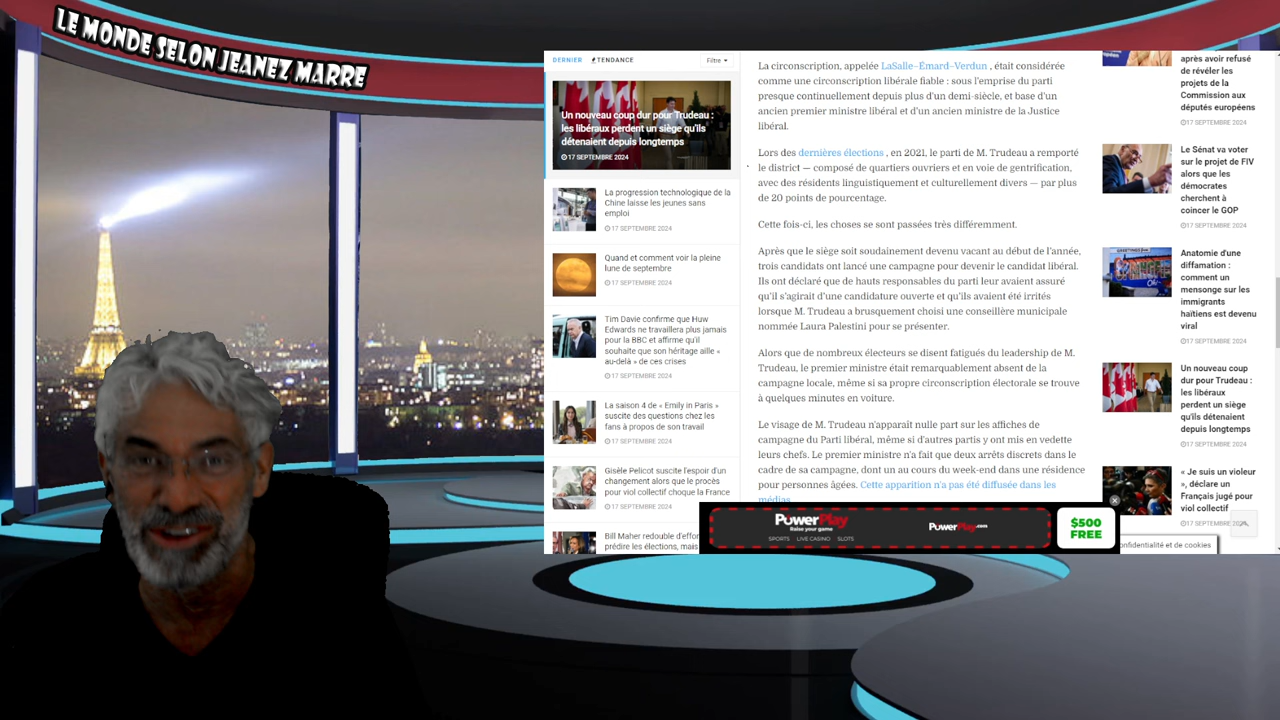 LE MONDE SELON JEANEZ MARRE
DERNIER
TENDANCE
Filtre
Un nouveau coup dur pour Trudeau :
les libéraux perdent un siège qu'ils
détenaient depuis longtemps
17 SEPTEMBRE 2024
La progression technologique de la
Chine laisse les jeunes sans
emploi
17 SEPTEMBRE 2024
Quand et comment voir la pleine
lune de septembre
17 SEPTEMBRE 2024
Tim Davie confirme que Huw
Edwards ne travaillera plus jamais
pour la BBC et affirme qu'il
souhaite que son héritage aille «
au-delà » de ces crises
17 SEPTEMBRE 2024
La saison 4 de « Emily in Paris »
suscite des questions chez les
fans à propos de son travail
17 SEPTEMBRE 2024
Gisèle Pelicot suscite l'espoir d'un
changement alors que le procès
pour viol collectif choque la France
17 SEPTEMBRE 2024
Bill Maher redouble d'effor
prédire les élections, mais
La circonscription, appelée LaSalle–Émard–Verdun , était considérée
comme une circonscription libérale fiable : sous l'emprise du parti
presque continuellement depuis plus d'un demi-siècle, et base d'un
ancien premier ministre libéral et d'un ancien ministre de la Justice
libéral.
Lors des dernières élections , en 2021, le parti de M. Trudeau a remporté
le district — composé de quartiers ouvriers et en voie de gentrification,
avec des résidents linguistiquement et culturellement divers — par plus
de 20 points de pourcentage.
Cette fois-ci, les choses se sont passées très différemment.
Après que le siège soit soudainement devenu vacant au début de l'année,
trois candidats ont lancé une campagne pour devenir le candidat libéral.
Ils ont déclaré que de hauts responsables du parti leur avaient assuré
qu'il s'agirait d'une candidature ouverte et qu'ils avaient été irrités
lorsque M. Trudeau a brusquement choisi une conseillère municipale
nommée Laura Palestini pour se présenter.
Alors que de nombreux électeurs se disent fatigués du leadership de M.
Trudeau, le premier ministre était remarquablement absent de la
campagne locale, même si sa propre circonscription électorale se trouve
à quelques minutes en voiture.
Le visage de M. Trudeau n'apparaît nulle part sur les affiches de
campagne du Parti libéral, même si d'autres partis y ont mis en vedette
leurs chefs. Le premier ministre n'a fait que deux arrêts discrets dans le
cadre de sa campagne, dont un au cours du week-end dans une résidence
pour personnes âgées. Cette apparition n'a pas été diffusée dans les
médias
après avoir refusé
de révéler les
projets de la
Commission aux
députés européens
17 SEPTEMBRE 2024
Le Sénat va voter
sur le projet de FIV
alors que les
démocrates
cherchent à
coincer le GOP
17 SEPTEMBRE 2024
Anatomie d'une
diffamation :
comment un
mensonge sur les
immigrants
haïtiens est devenu
viral
17 SEPTEMBRE 2024
Un nouveau coup
dur pour Trudeau :
les libéraux
perdent un siège
qu'ils détenaient
depuis longtemps
17 SEPTEMBRE 2024
« Je suis un violeur
», déclare un
Français jugé pour
viol collectif
17 SEPTEMBRE 202
onfidentialité et de cookies
PowerPlay
Raise your game
SPORTS LIVE CASINO SLOTS
PowerPlay.com
$500
FREE